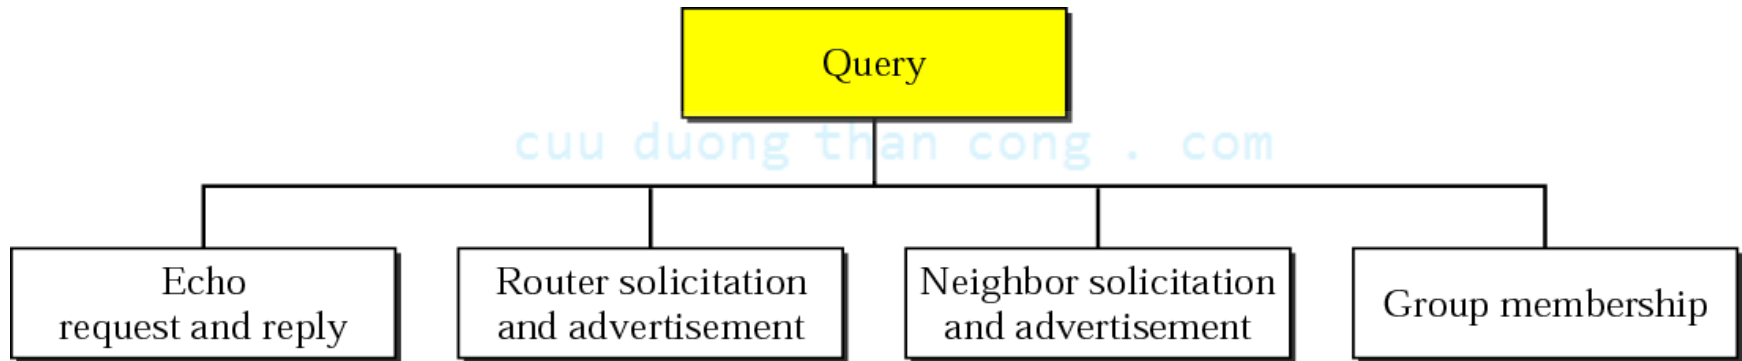 Query
cuu duong than cong . com
Echo
request and reply
Router solicitation
and advertisement
Neighbor solicitation
and advertisement
Group membership